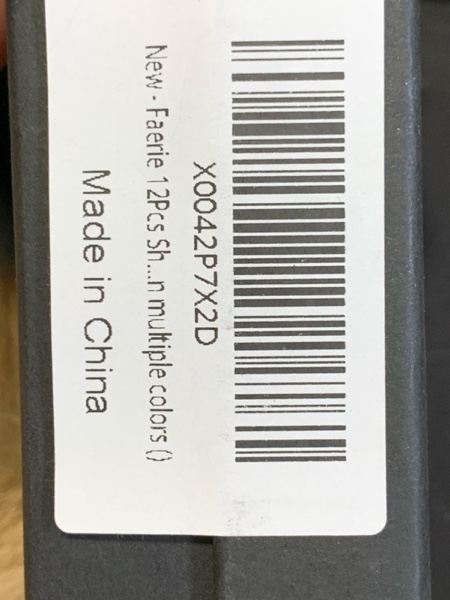 X0042P7X2D
New - Faerie 12Pcs Sh...n multiple colors ()
Made in China